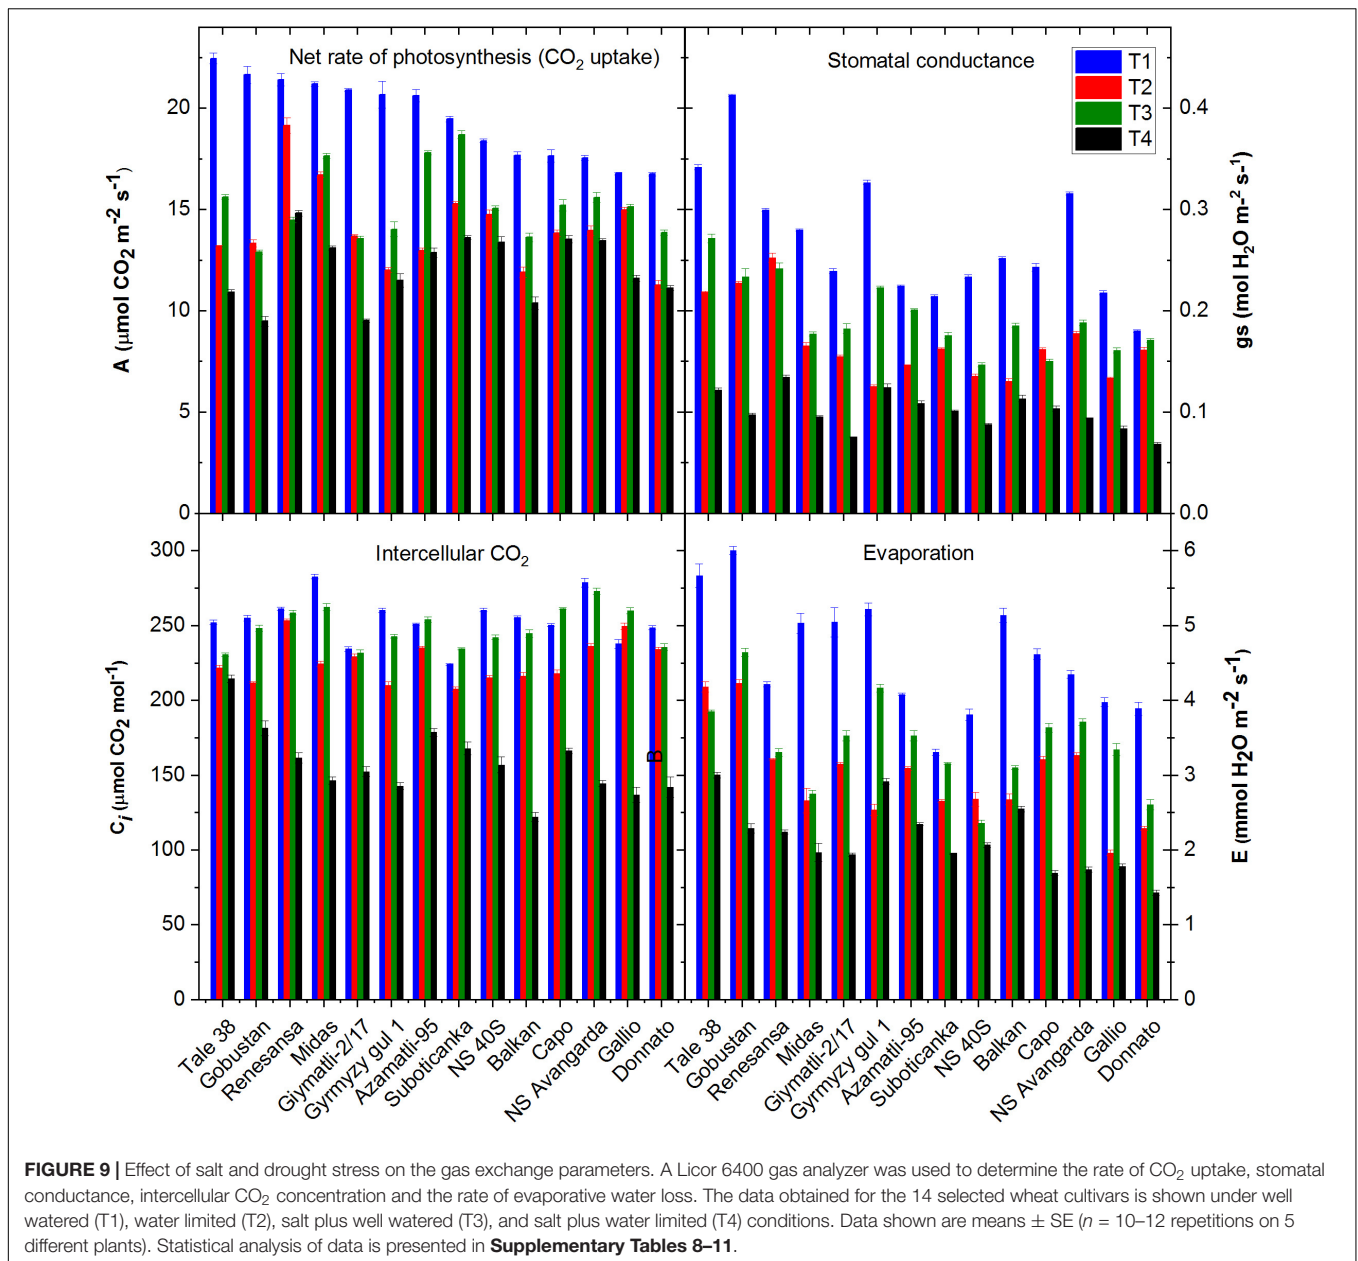 Net rate of photosynthesis (CO2 uptake)
A (μmol CO2 m-2 s-1)
20
15
10
5
0
Stomatal conductance
T1
T2
T3
T4
0.4
0.3
0.2
0.1
0.0
gs (mol H2O m-2 s-1)
Intercellular CO2
Ci (μmol CO2 mol-1)
300
250
200
150
100
50
0
B
Evaporation
6
5
4
3
2
1
0
E (mmol H2O m-2 s-1)
Tale 38
Gobustan
Renesansa
Midas
Giymatli-2/17
Gyrmyzy gul 1
Azamatli-95
Suboticanka
NS 40S
Balkan
Capo
NS Avangarda
Gallio
Donnato
Tale 38
Gobustan
Renesansa
Midas
Giymatli-2/17
Gyrmyzy gul 1
Azamatli-95
Suboticanka
NS 40S
Balkan
Capo
NS Avangarda
Gallio
Donnato
FIGURE 9 | Effect of salt and drought stress on the gas exchange parameters. A Licor 6400 gas analyzer was used to determine the rate of CO2 uptake, stomatal
conductance, intercellular CO2 concentration and the rate of evaporative water loss. The data obtained for the 14 selected wheat cultivars is shown under well
watered (T1), water limited (T2), salt plus well watered (T3), and salt plus water limited (T4) conditions. Data shown are means ± SE (n = 10–12 repetitions on 5
different plants). Statistical analysis of data is presented in Supplementary Tables 8–11.